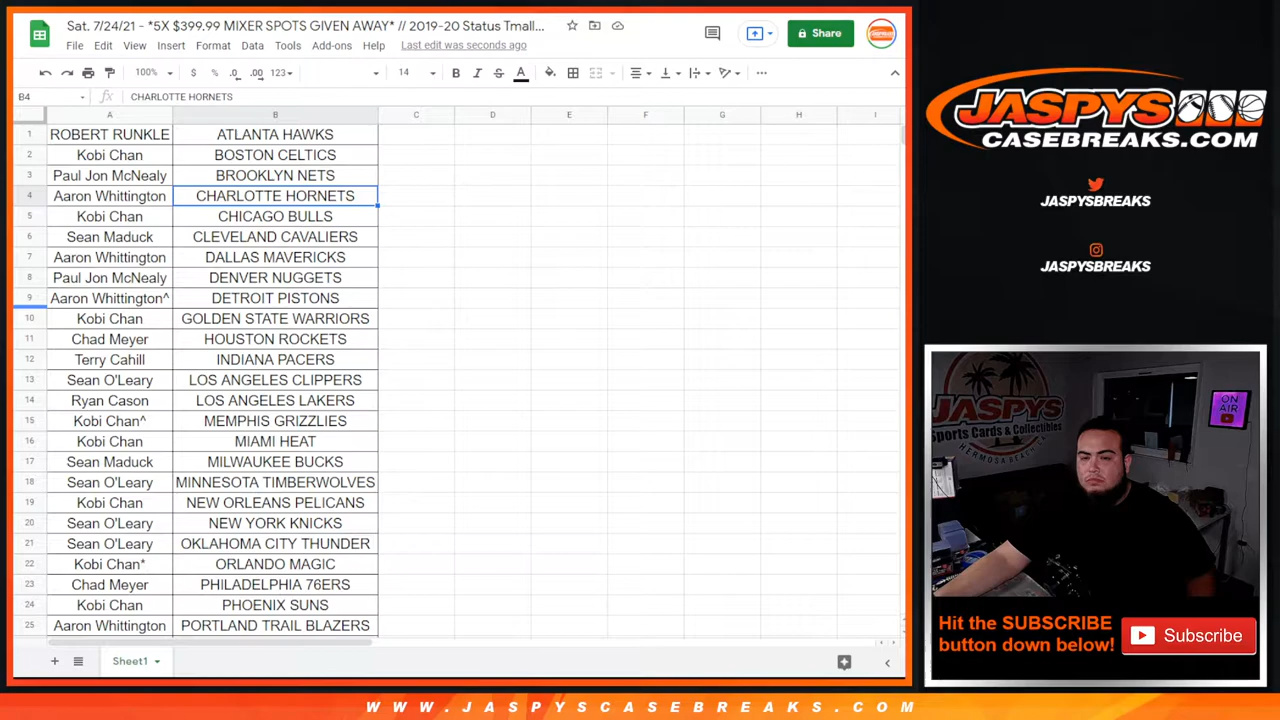 Sat. 7/24/21 - *5X $399.99 MIXER SPOTS GIVEN AWAY* // 2019-20 Status Tmall...
Share
File Edit View Insert Format Data Tools Add-ons Help Last edit was seconds ago
100% $ % .0 .00 123 14 B I S A
B4 fx CHARLOTTE HORNETS
A B C D E F G H I
1 ROBERT RUNKLE ATLANTA HAWKS
2 Kobi Chan BOSTON CELTICS
3 Paul Jon McNealy BROOKLYN NETS
4 Aaron Whittington CHARLOTTE HORNETS
5 Kobi Chan CHICAGO BULLS
6 Sean Maduck CLEVELAND CAVALIERS
7 Aaron Whittington DALLAS MAVERICKS
8 Paul Jon McNealy DENVER NUGGETS
9 Aaron Whittington^ DETROIT PISTONS
10 Kobi Chan GOLDEN STATE WARRIORS
11 Chad Meyer HOUSTON ROCKETS
12 Terry Cahill INDIANA PACERS
13 Sean O'Leary LOS ANGELES CLIPPERS
14 Ryan Cason LOS ANGELES LAKERS
15 Kobi Chan^ MEMPHIS GRIZZLIES
16 Kobi Chan MIAMI HEAT
17 Sean Maduck MILWAUKEE BUCKS
18 Sean O'Leary MINNESOTA TIMBERWOLVES
19 Kobi Chan NEW ORLEANS PELICANS
20 Sean O'Leary NEW YORK KNICKS
21 Sean O'Leary OKLAHOMA CITY THUNDER
22 Kobi Chan* ORLANDO MAGIC
23 Chad Meyer PHILADELPHIA 76ERS
24 Kobi Chan PHOENIX SUNS
25 Aaron Whittington PORTLAND TRAIL BLAZERS
Sheet1
JASPYS
CASEBREAKS.COM
JASPYSBREAKS
JASPYSBREAKS
JASPYS
Sports Cards & Collectibles
HERMOSA BEACH
ON
AIR
Hit the SUBSCRIBE
button down below!
Subscribe
WWW.JASPYSCASEBREAKS.COM